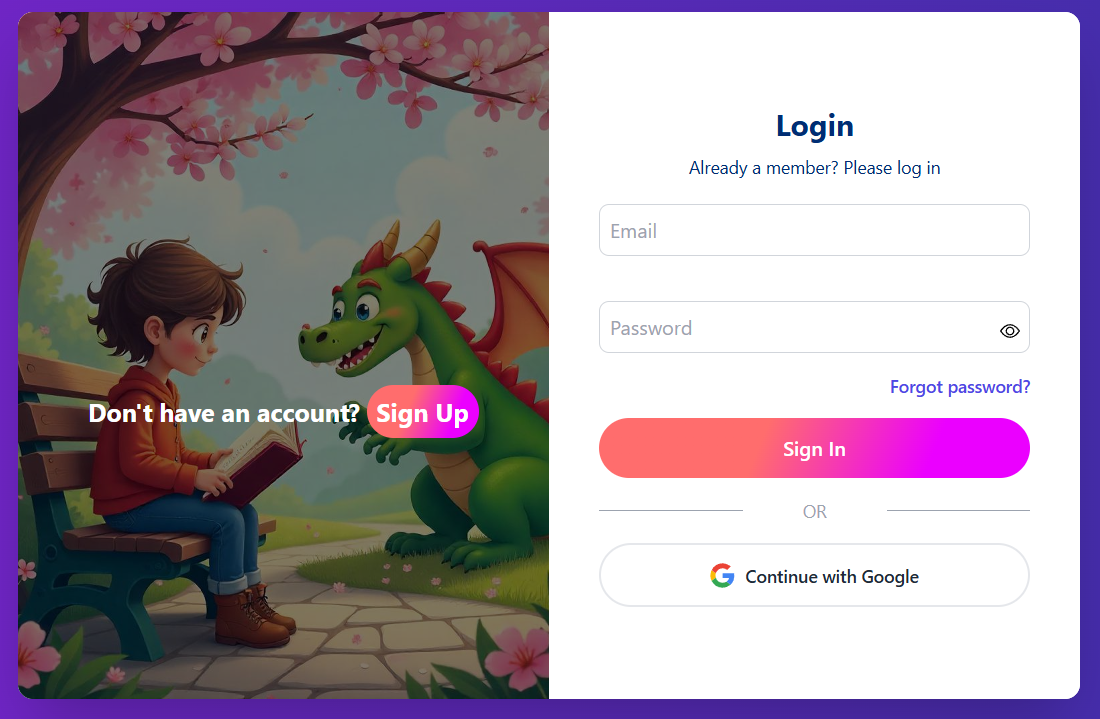 Don't have an account? Sign Up
Login
Already a member? Please log in
Email
Password
Forgot password?
Sign In
OR
Continue with Google